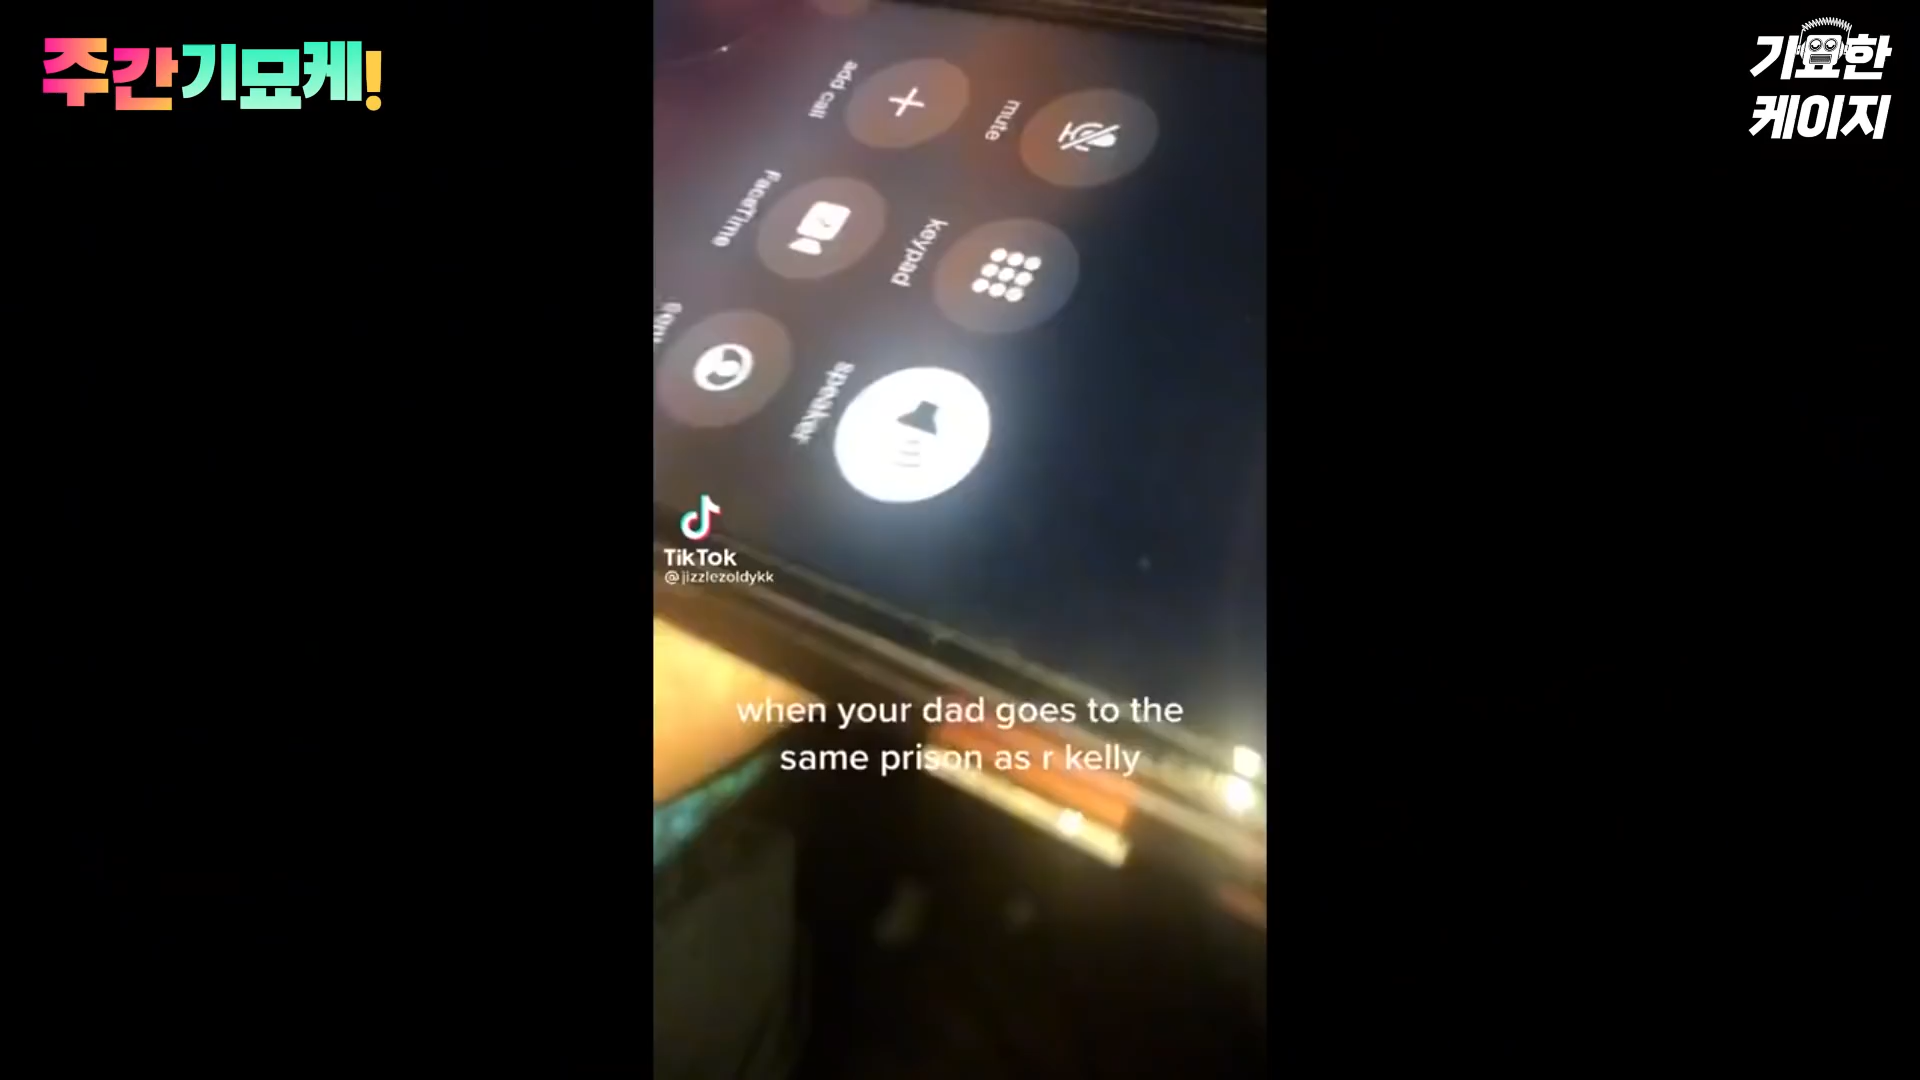 주간기묘케!
기묘한
케이지
add call
mute
FaceTime
keypad
speaker
TikTok
@jizzlezoldykk
when your dad goes to the
same prison as r kelly